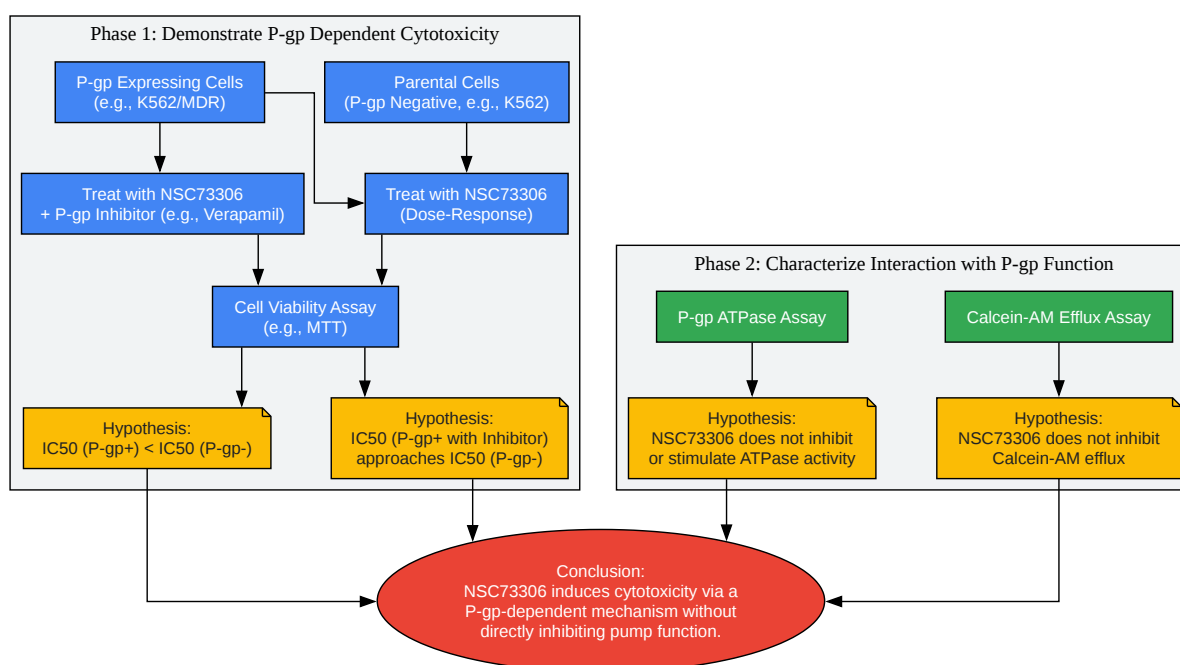 Phase 1: Demonstrate P-gp Dependent Cytotoxicity
P-gp Expressing Cells
(e.g., K562/MDR)
Parental Cells
(P-gp Negative, e.g., K562)
Treat with NSC73306
+ P-gp Inhibitor (e.g., Verapamil)
Treat with NSC73306
(Dose-Response)
Cell Viability Assay
(e.g., MTT)
Hypothesis:
IC50 (P-gp+) < IC50 (P-gp-)
Hypothesis:
IC50 (P-gp+ with Inhibitor)
approaches IC50 (P-gp-)
Phase 2: Characterize Interaction with P-gp Function
P-gp ATPase Assay
Calcein-AM Efflux Assay
Hypothesis:
NSC73306 does not inhibit
or stimulate ATPase activity
Hypothesis:
NSC73306 does not inhibit
Calcein-AM efflux
Conclusion:
NSC73306 induces cytotoxicity via a
P-gp-dependent mechanism without
directly inhibiting pump function.